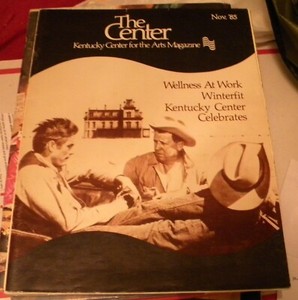 The
Center
Nov. '85
Kentucky Center for the Arts Magazine
Wellness At Work
Winterfit
Kentucky Center
Celebrates